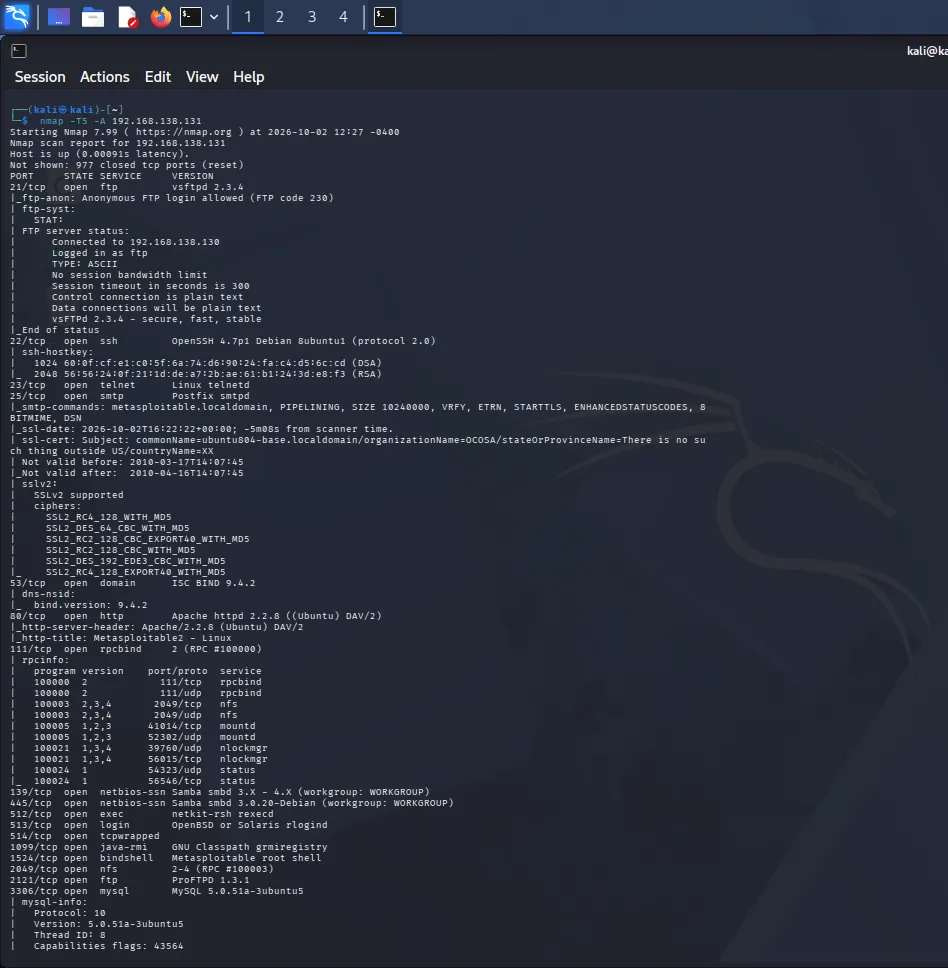 1 2 3 4
kali@ka
Session Actions Edit View Help
┌──(kali㉿kali)-[~]
└─$ nmap -T5 -A 192.168.138.131
Starting Nmap 7.99 ( https://nmap.org ) at 2026-10-02 12:27 -0400
Nmap scan report for 192.168.138.131
Host is up (0.00091s latency).
Not shown: 977 closed tcp ports (reset)
PORT     STATE SERVICE     VERSION
21/tcp   open  ftp         vsftpd 2.3.4
|_ftp-anon: Anonymous FTP login allowed (FTP code 230)
| ftp-syst:
|   STAT:
| FTP server status:
|      Connected to 192.168.138.130
|      Logged in as ftp
|      TYPE: ASCII
|      No session bandwidth limit
|      Session timeout in seconds is 300
|      Control connection is plain text
|      Data connections will be plain text
|      vsFTPd 2.3.4 - secure, fast, stable
|_End of status
22/tcp   open  ssh         OpenSSH 4.7p1 Debian 8ubuntu1 (protocol 2.0)
| ssh-hostkey:
|   1024 60:0f:cf:e1:c0:5f:6a:74:d6:90:24:fa:c4:d5:6c:cd (DSA)
|_  2048 56:56:24:0f:21:1d:de:a7:2b:ae:61:b1:24:3d:e8:f3 (RSA)
23/tcp   open  telnet      Linux telnetd
25/tcp   open  smtp        Postfix smtpd
|_smtp-commands: metasploitable.localdomain, PIPELINING, SIZE 10240000, VRFY, ETRN, STARTTLS, ENHANCEDSTATUSCODES, 8
BITMIME, DSN
|_ssl-date: 2026-10-02T16:22:22+00:00; -5m08s from scanner time.
| ssl-cert: Subject: commonName=ubuntu804-base.localdomain/organizationName=OCOSA/stateOrProvinceName=There is no su
ch thing outside US/countryName=XX
| Not valid before: 2010-03-17T14:07:45
|_Not valid after:  2010-04-16T14:07:45
| sslv2:
|   SSLv2 supported
|   ciphers:
|     SSL2_RC4_128_WITH_MD5
|     SSL2_DES_64_CBC_WITH_MD5
|     SSL2_RC2_128_CBC_EXPORT40_WITH_MD5
|     SSL2_RC2_128_CBC_WITH_MD5
|     SSL2_DES_192_EDE3_CBC_WITH_MD5
|_    SSL2_RC4_128_EXPORT40_WITH_MD5
53/tcp   open  domain      ISC BIND 9.4.2
| dns-nsid:
|_  bind.version: 9.4.2
80/tcp   open  http        Apache httpd 2.2.8 ((Ubuntu) DAV/2)
|_http-server-header: Apache/2.2.8 (Ubuntu) DAV/2
|_http-title: Metasploitable2 - Linux
111/tcp  open  rpcbind     2 (RPC #100000)
| rpcinfo:
|   program version    port/proto  service
|   100000  2            111/tcp   rpcbind
|   100000  2            111/udp   rpcbind
|   100003  2,3,4       2049/tcp   nfs
|   100003  2,3,4       2049/udp   nfs
|   100005  1,2,3      41014/tcp   mountd
|   100005  1,2,3      52302/udp   mountd
|   100021  1,3,4      39760/udp   nlockmgr
|   100021  1,3,4      56015/tcp   nlockmgr
|   100024  1          54323/udp   status
|_  100024  1          56546/tcp   status
139/tcp  open  netbios-ssn Samba smbd 3.X - 4.X (workgroup: WORKGROUP)
445/tcp  open  netbios-ssn Samba smbd 3.0.20-Debian (workgroup: WORKGROUP)
512/tcp  open  exec        netkit-rsh rexecd
513/tcp  open  login       OpenBSD or Solaris rlogind
514/tcp  open  tcpwrapped
1099/tcp open  java-rmi    GNU Classpath grmiregistry
1524/tcp open  bindshell   Metasploitable root shell
2049/tcp open  nfs         2-4 (RPC #100003)
2121/tcp open  ftp         ProFTPD 1.3.1
3306/tcp open  mysql       MySQL 5.0.51a-3ubuntu5
| mysql-info:
|   Protocol: 10
|   Version: 5.0.51a-3ubuntu5
|   Thread ID: 8
|   Capabilities flags: 43564